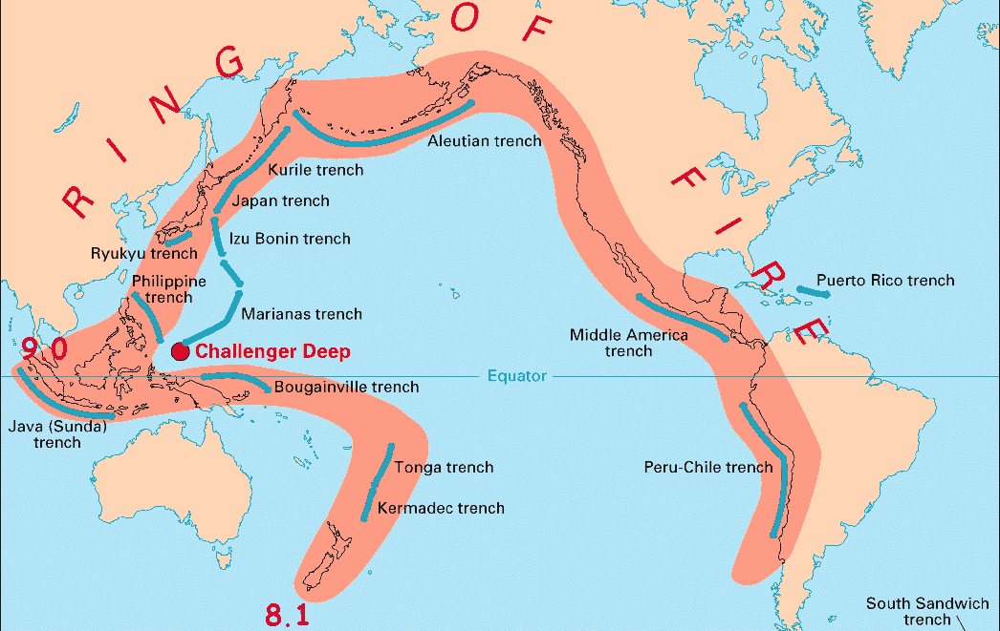 RING OF FIRE
Aleutian trench
Kurile trench
Japan trench
Izu Bonin trench
Ryukyu trench
Philippine
trench
Marianas trench
Puerto Rico trench
Middle America
trench
9.0
Challenger Deep
Equator
Bougainville trench
Java (Sunda)
trench
Tonga trench
Peru-Chile trench
Kermadec trench
8.1
South Sandwich
trench